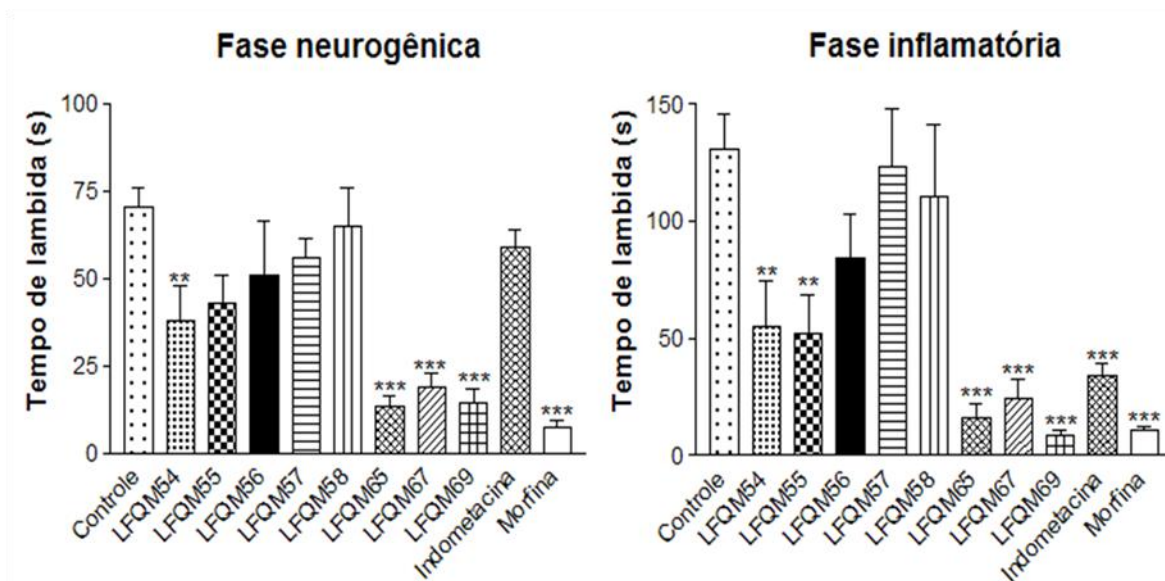 Fase neurogênica
Tempo de lambida (s)
100
75
50
25
0
**
***
***
***
***
Controle
LFQM54
LFQM55
LFQM56
LFQM57
LFQM58
LFQM65
LFQM67
LFQM69
Indometacina
Morfina
Fase inflamatória
Tempo de lambida (s)
150
100
50
0
**
**
***
***
***
***
***
Controle
LFQM54
LFQM55
LFQM56
LFQM57
LFQM58
LFQM65
LFQM67
LFQM69
Indometacina
Morfina